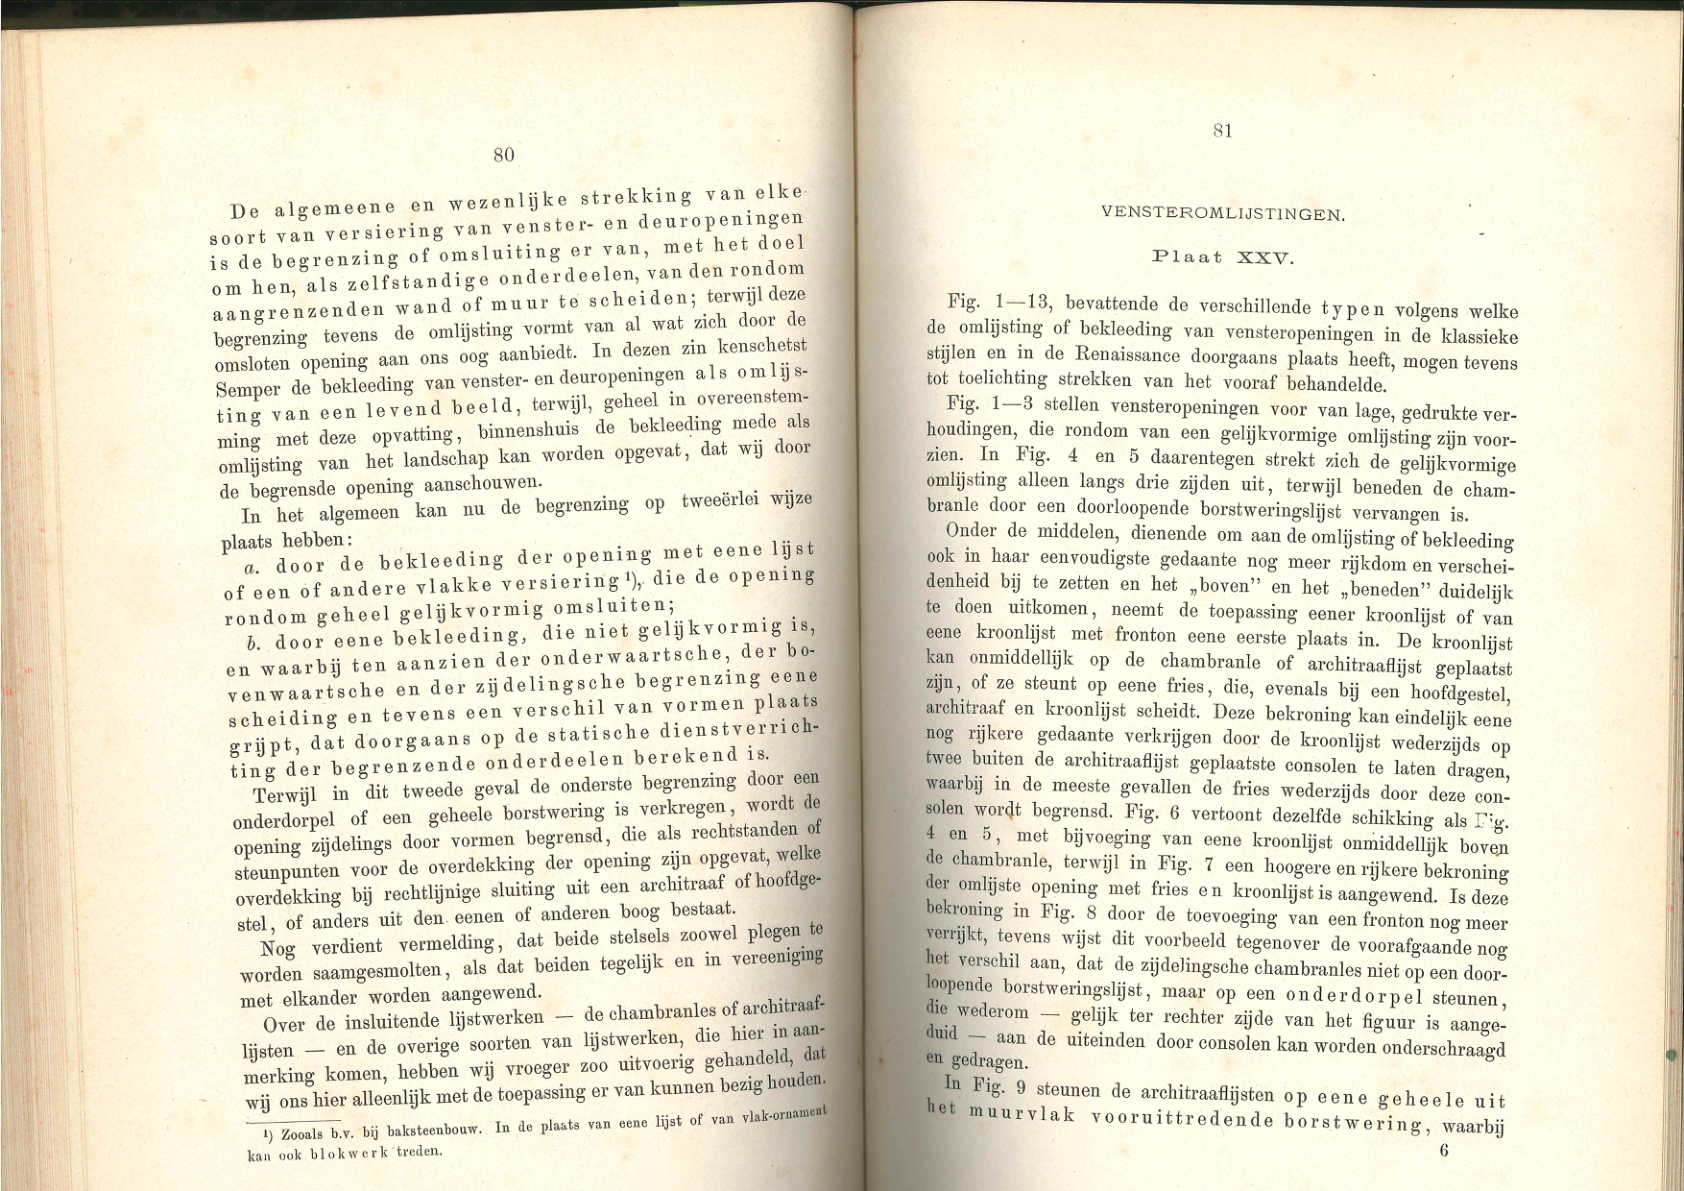 80
De algemeene en wezenlijke strekking van elke
soort van versiering van venster- en deuropeningen
is de begrenzing of omsluiting er van, met het doel
om hen, als zelfstandige onderdeelen, van den rondom
aangrenzenden wand of muur te scheiden; terwijl deze
begrenzing tevens de omlijsting vormt van al wat zich door de
omsloten opening aan ons oog aanbiedt. In dezen zin kenschetst
Semper de bekleeding van venster- en deuropeningen als omlijs-
ting van een levend beeld, terwijl, geheel in overeenstem-
ming met deze opvatting, binnenshuis de bekleeding mede als
omlijsting van het landschap kan worden opgevat, dat wij door
de begrensde opening aanschouwen.
In het algemeen kan nu de begrenzing op tweeërlei wijze
plaats hebben:
a. door de bekleeding der opening met eene lijst
of een of andere vlakke versiering ¹), die de opening
rondom geheel gelijkvormig omsluiten;
b. door eene bekleeding, die niet gelijkvormig is,
en waarbij ten aanzien der onderwaartsche, der bo-
venwaartsche en der zijdelingsche begrenzing eene
scheiding en tevens een verschil van vormen plaats
grijpt, dat doorgaans op de statische dienstverrich-
ting der begrenzende onderdeelen berekend is.
Terwijl in dit tweede geval de onderste begrenzing door een
onderdorpel of een geheele borstwering is verkregen, wordt de
opening zijdelings door vormen begrensd, die als rechtstanden of
steunpunten voor de overdekking der opening zijn opgevat, welke
overdekking bij rechtlijnige sluiting uit een architraaf of hoofdge-
stel, of anders uit den eenen of anderen boog bestaat.
Nog verdient vermelding, dat beide stelsels zoowel plegen te
worden saamgesmolten, als dat beiden tegelijk en in vereeniging
met elkander worden aangewend.
Over de insluitende lijstwerken — de chambranles of architraaf-
lijsten — en de overige soorten van lijstwerken, die hier in aan-
merking komen, hebben wij vroeger zoo uitvoerig gehandeld, dat
wij ons hier alleenlijk met de toepassing er van kunnen bezig houden.
¹) Zooals b.v. bij baksteenbouw. In de plaats van eene lijst of van vlak-ornament
kan ook blokwerk treden.
81
VENSTEROMLIJSTINGEN.
Plaat XXV.
Fig. 1—13, bevattende de verschillende typen volgens welke
de omlijsting of bekleeding van vensteropeningen in de klassieke
stijlen en in de Renaissance doorgaans plaats heeft, mogen tevens
tot toelichting strekken van het vooraf behandelde.
Fig. 1—3 stellen vensteropeningen voor van lage, gedrukte ver-
houdingen, die rondom van een gelijkvormige omlijsting zijn voor-
zien. In Fig. 4 en 5 daarentegen strekt zich de gelijkvormige
omlijsting alleen langs drie zijden uit, terwijl beneden de cham-
branle door een doorloopende borstweringslijst vervangen is.
Onder de middelen, dienende om aan de omlijsting of bekleeding
ook in haar eenvoudigste gedaante nog meer rijkdom en verschei-
denheid bij te zetten en het „boven” en het „beneden” duidelijk
te doen uitkomen, neemt de toepassing eener kroonlijst of van
eene kroonlijst met fronton eene eerste plaats in. De kroonlijst
kan onmiddellijk op de chambranle of architraaflijst geplaatst
zijn, of ze steunt op eene fries, die, evenals bij een hoofdgestel,
architraaf en kroonlijst scheidt. Deze bekroning kan eindelijk eene
nog rijkere gedaante verkrijgen door de kroonlijst wederzijds op
twee buiten de architraaflijst geplaatste consolen te laten dragen,
waarbij in de meeste gevallen de fries wederzijds door deze con-
solen wordt begrensd. Fig. 6 vertoont dezelfde schikking als Fig.
4 en 5, met bijvoeging van eene kroonlijst onmiddellijk boven
de chambranle, terwijl in Fig. 7 een hoogere en rijkere bekroning
der omlijste opening met fries en kroonlijst is aangewend. Is deze
bekroning in Fig. 8 door de toevoeging van een fronton nog meer
verrijkt, tevens wijst dit voorbeeld tegenover de voorafgaande nog
het verschil aan, dat de zijdelingsche chambranles niet op een door-
loopende borstweringslijst, maar op een onderdorpel steunen,
die wederom — gelijk ter rechter zijde van het figuur is aange-
duid — aan de uiteinden door consolen kan worden onderschraagd
en gedragen.
In Fig. 9 steunen de architraaflijsten op eene geheele uit
het muurvlak vooruittredende borstwering, waarbij
6